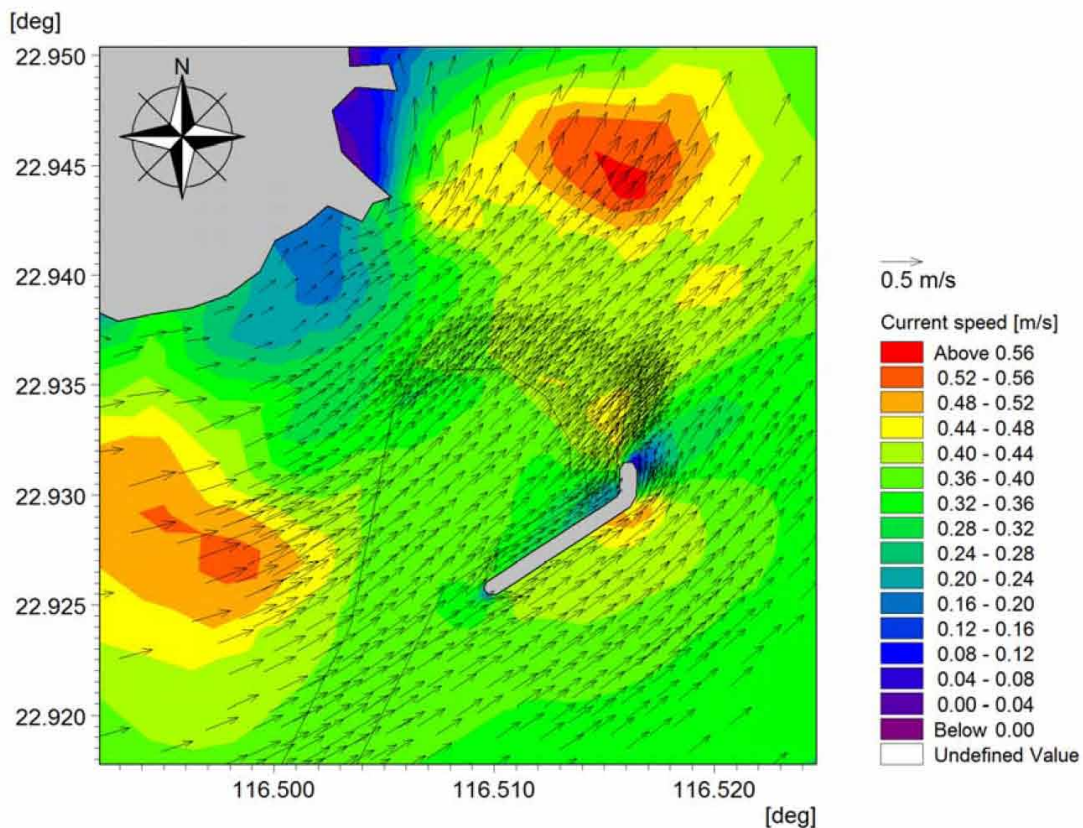 [deg]
22.950
22.945
22.940
22.935
22.930
22.925
22.920
N
116.500 116.510 116.520
[deg]
0.5 m/s
Current speed [m/s]
Above 0.56
0.52 - 0.56
0.48 - 0.52
0.44 - 0.48
0.40 - 0.44
0.36 - 0.40
0.32 - 0.36
0.28 - 0.32
0.24 - 0.28
0.20 - 0.24
0.16 - 0.20
0.12 - 0.16
0.08 - 0.12
0.04 - 0.08
0.00 - 0.04
Below 0.00
Undefined Value